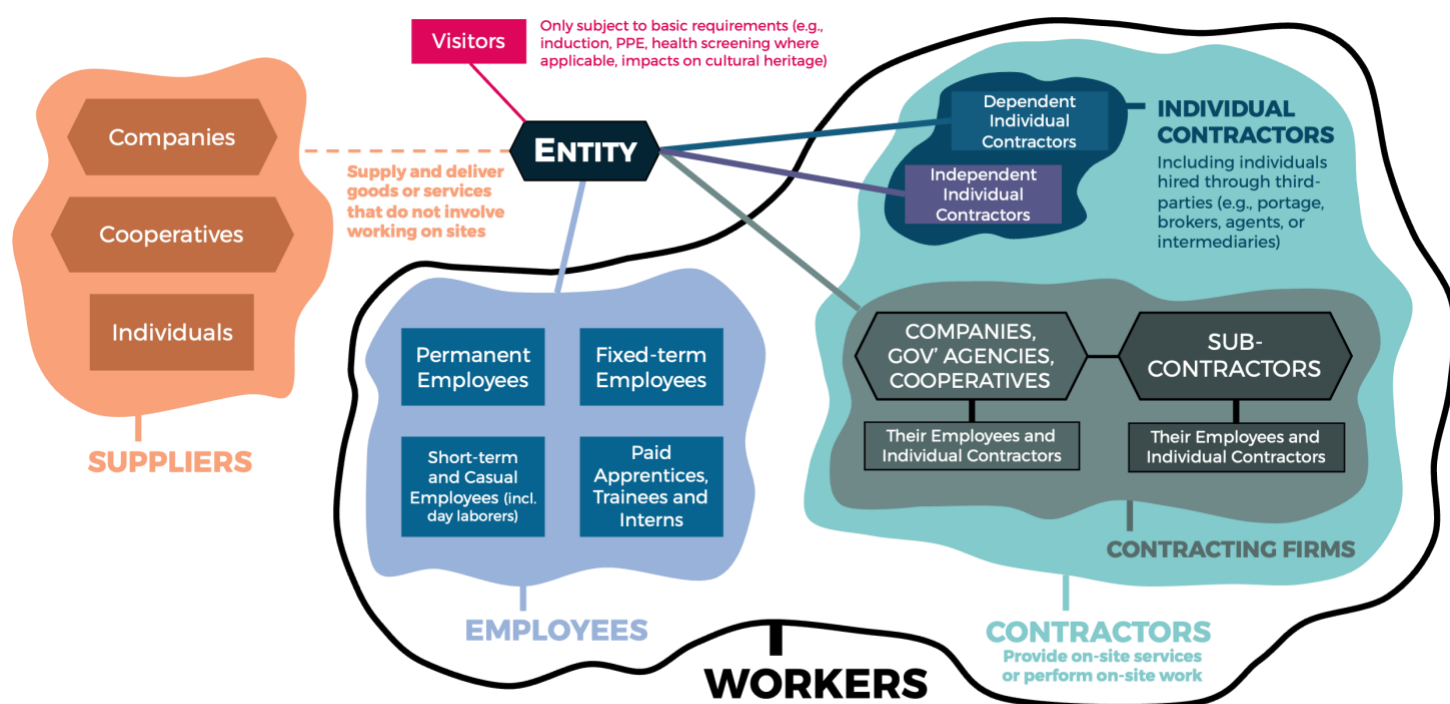 Visitors
Only subject to basic requirements (e.g.,
induction, PPE, health screening where
applicable, impacts on cultural heritage)
Companies
Cooperatives
Individuals
SUPPLIERS
Supply and deliver
goods or services
that do not involve
working on sites
ENTITY
Dependent
Individual
Contractors
Independent
Individual
Contractors
INDIVIDUAL
CONTRACTORS
Including individuals
hired through third-
parties (e.g., portage,
brokers, agents, or
intermediaries)
Permanent
Employees
Fixed-term
Employees
Short-term
and Casual
Employees (incl.
day laborers)
Paid
Apprentices,
Trainees and
Interns
EMPLOYEES
COMPANIES,
GOV' AGENCIES,
COOPERATIVES
Their Employees and
Individual Contractors
SUB-
CONTRACTORS
Their Employees and
Individual Contractors
CONTRACTING FIRMS
CONTRACTORS
Provide on-site services
or perform on-site work
WORKERS